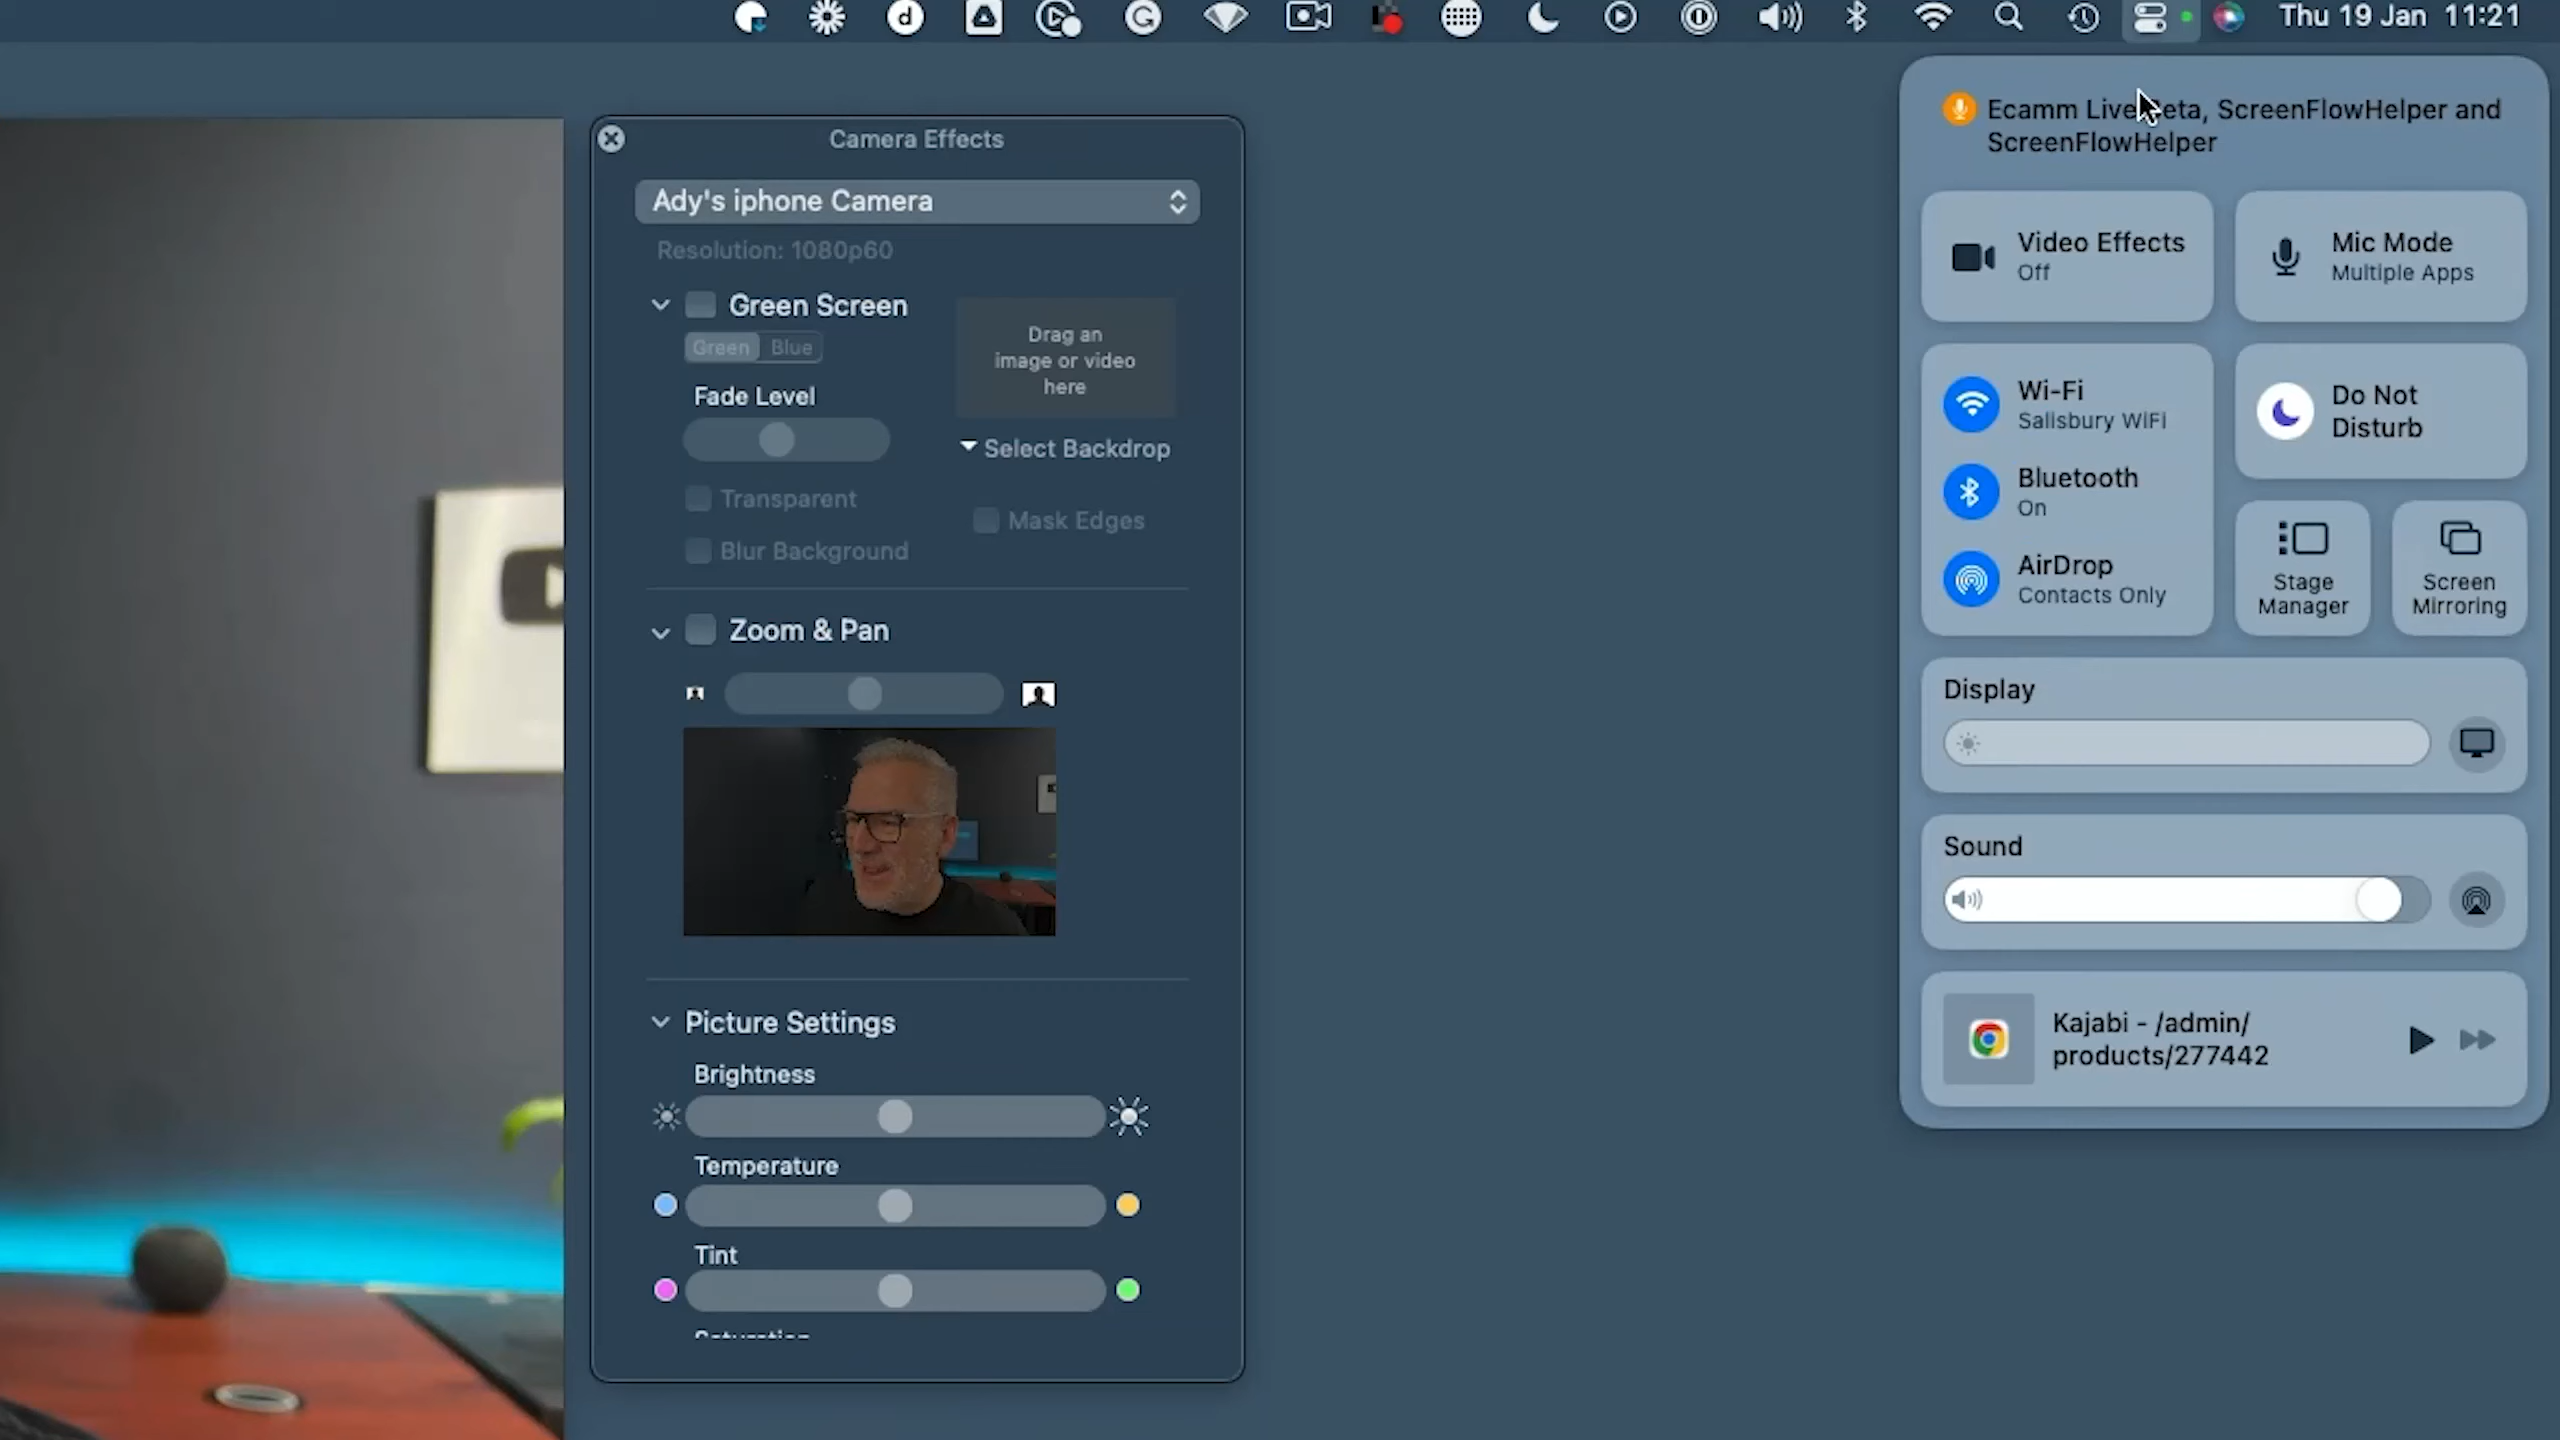 Thu 19 Jan 11:21
Camera Effects
Ady's iphone Camera
Resolution: 1080p60
Green Screen
Green Blue
Fade Level
Drag an
image or video
here
Select Backdrop
Transparent
Mask Edges
Blur Background
Zoom & Pan
Picture Settings
Brightness
Temperature
Tint
Saturation
Ecamm Live Beta, ScreenFlowHelper and
ScreenFlowHelper
Video Effects
Off
Mic Mode
Multiple Apps
Wi-Fi
Salisbury WiFi
Bluetooth
On
AirDrop
Contacts Only
Do Not
Disturb
Stage
Manager
Screen
Mirroring
Display
Sound
Kajabi - /admin/
products/277442